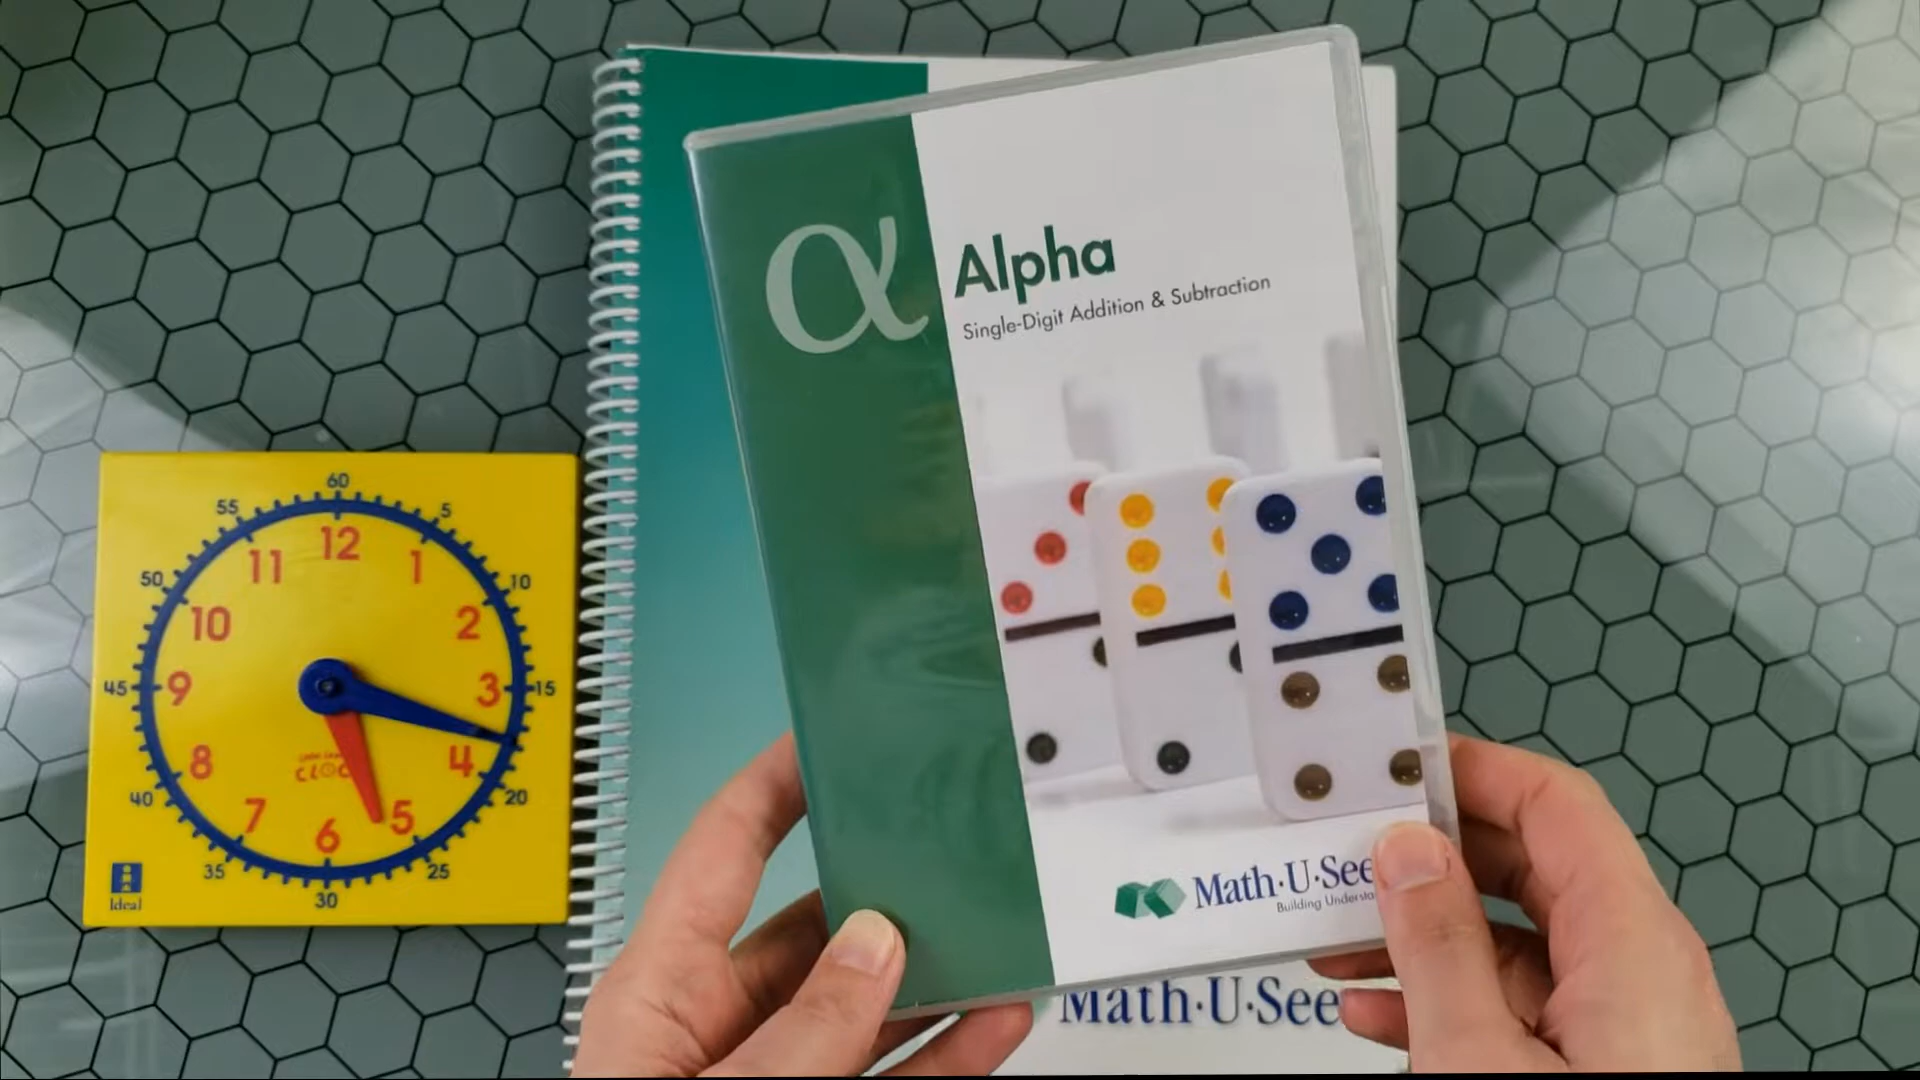 α
Alpha
Single-Digit Addition & Subtraction
Math·U·See
Building
Math·U·See
60
55 5
12
11 1
50 10
10 2
45 9 3 15
8 4
40 20
7 5
6
35 25
30
Ideal